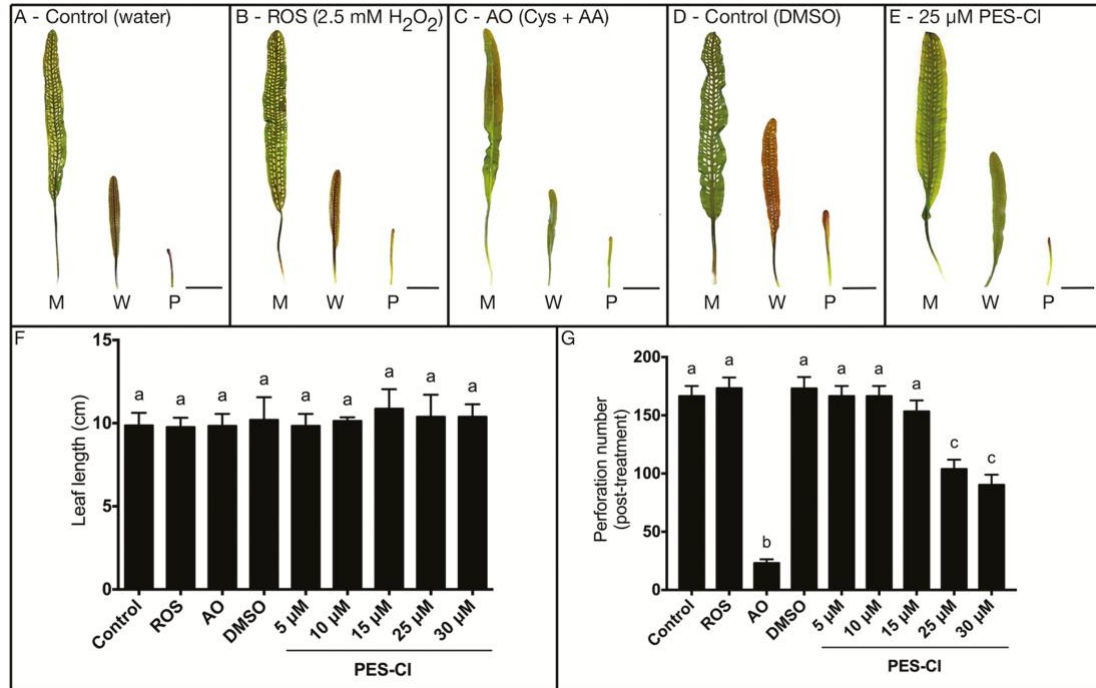 A - Control (water)
B - ROS (2.5 mM H2O2)
C - AO (Cys + AA)
D - Control (DMSO)
E - 25 µM PES-Cl
M W P
M W P
M W P
M W P
M W P
F
15
10
5
0
Leaf length (cm)
a a a a a a a a a
Control ROS AO DMSO 5 µM 10 µM 15 µM 25 µM 30 µM
PES-Cl
G
200
150
100
50
0
Perforation number
(post-treatment)
a a b a a a a c c
Control ROS AO DMSO 5 µM 10 µM 15 µM 25 µM 30 µM
PES-Cl